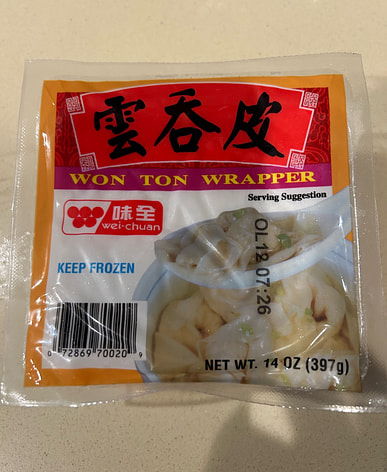 雲吞皮
WON TON WRAPPER
Serving Suggestion
味全
wei-chuan
KEEP FROZEN
OL12 07:26
0 72869 70020 9
NET WT. 14 OZ (397g)